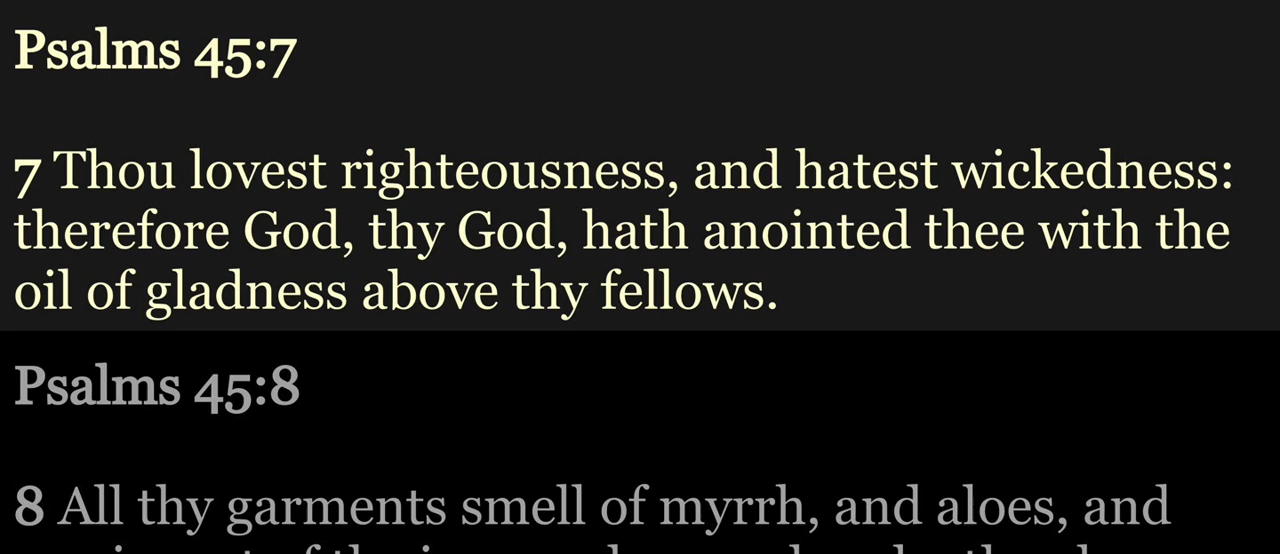 Psalms 45:7
7 Thou lovest righteousness, and hatest wickedness:
therefore God, thy God, hath anointed thee with the
oil of gladness above thy fellows.
Psalms 45:8
8 All thy garments smell of myrrh, and aloes, and